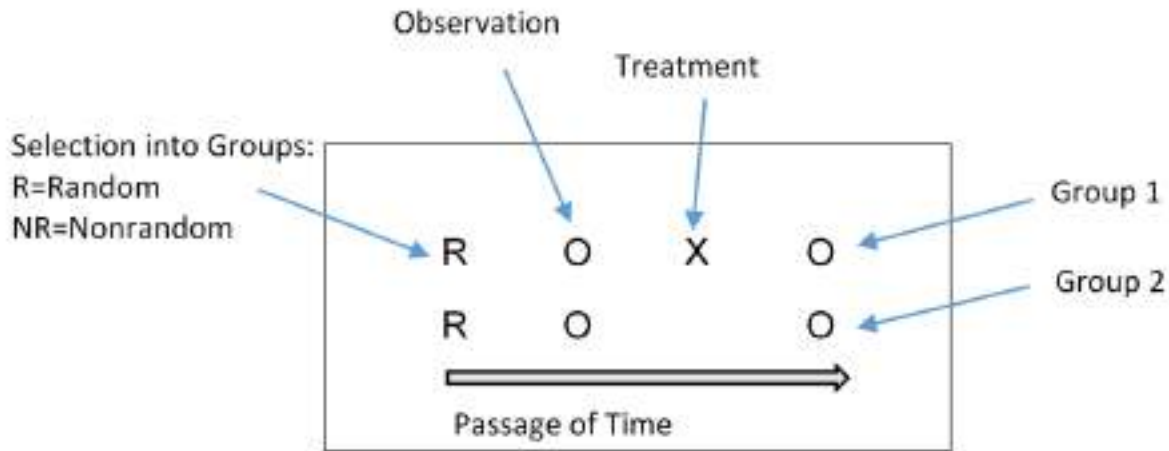 Observation
Treatment
Selection into Groups:
R=Random
NR=Nonrandom
Group 1
R O X O
Group 2
R O O
Passage of Time